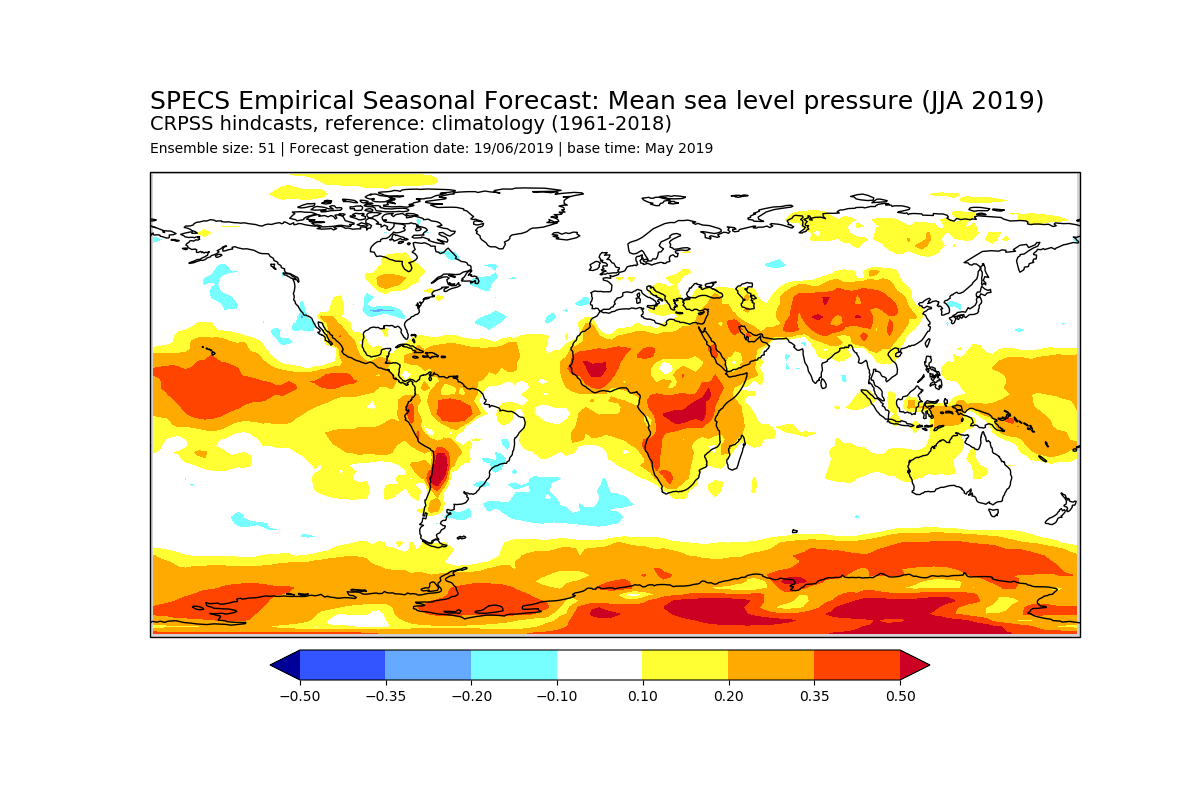 SPECS Empirical Seasonal Forecast: Mean sea level pressure (JJA 2019)
CRPSS hindcasts, reference: climatology (1961-2018)
Ensemble size: 51 | Forecast generation date: 19/06/2019 | base time: May 2019
−0.50 −0.35 −0.20 −0.10 0.10 0.20 0.35 0.50